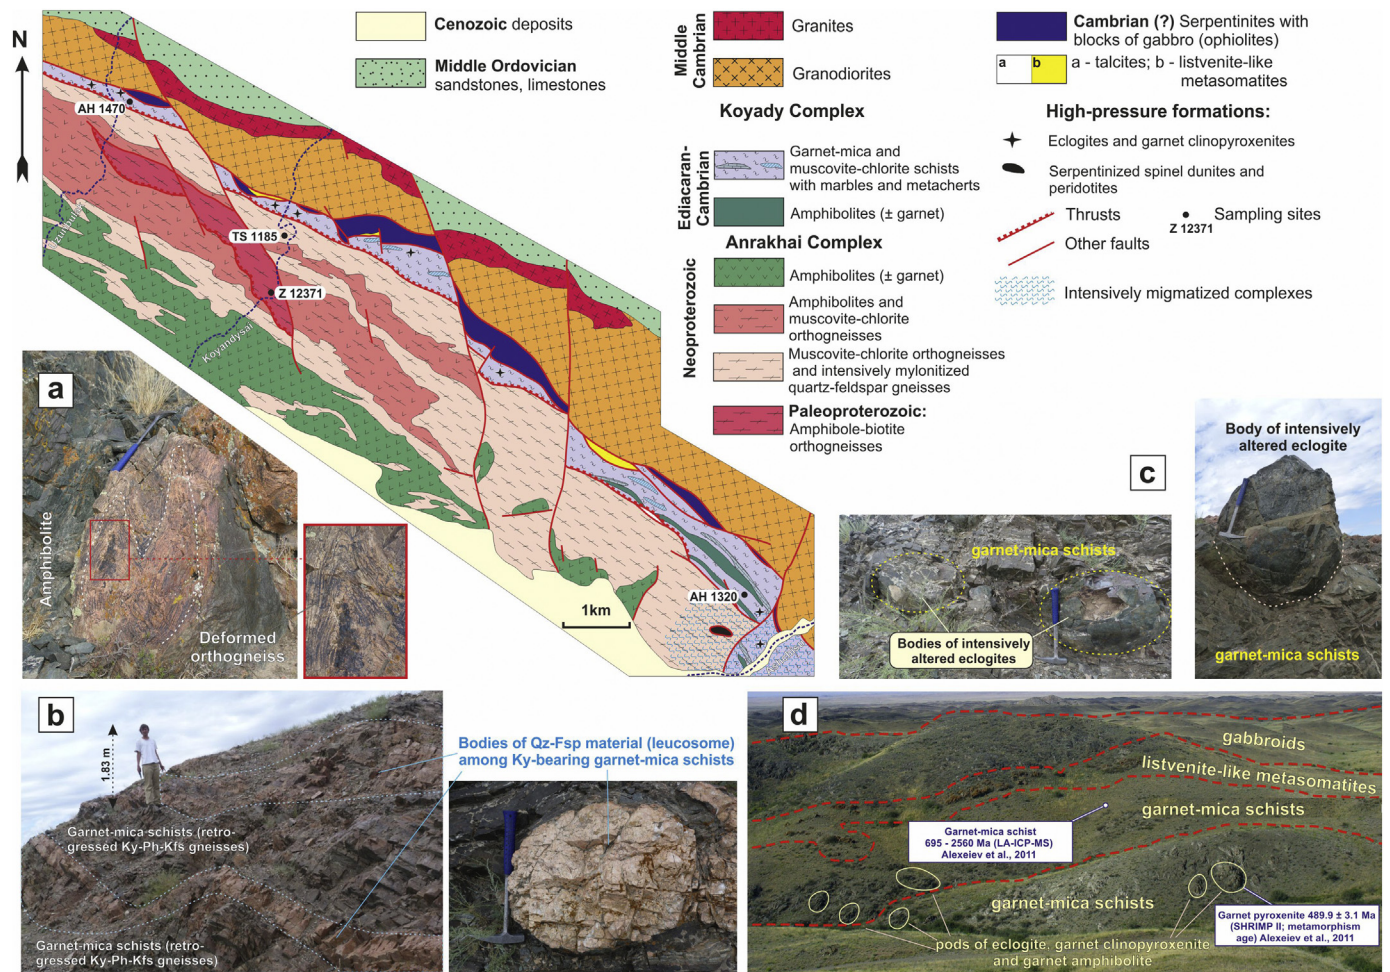 N
Cenozoic deposits
Middle Ordovician
sandstones, limestones
Middle
Cambrian
Granites
Granodiorites
Koyady Complex
Ediacaran-
Cambrian
Garnet-mica and
muscovite-chlorite schists
with marbles and metacherts
Amphibolites (± garnet)
Anrakhai Complex
Neoproterozoic
Amphibolites (± garnet)
Amphibolites and
muscovite-chlorite
orthogneisses
Muscovite-chlorite orthogneisses
and intensively mylonitized
quartz-feldspar gneisses
Paleoproterozoic:
Amphibole-biotite
orthogneisses
Cambrian (?) Serpentinites with
blocks of gabbro (ophiolites)
a b
a - talcites; b - listvenite-like
metasomatites
High-pressure formations:
Eclogites and garnet clinopyroxenites
Serpentinized spinel dunites and
peridotites
Thrusts
Sampling sites
Z 12371
Other faults
Intensively migmatized complexes
AH 1470
TS 1185
Z 12371
Koyandysai
AH 1320
1km
a
Amphibolite
Deformed
orthogneiss
c
garnet-mica schists
Bodies of intensively
altered eclogites
Body of intensively
altered eclogite
garnet-mica schists
b
1.83 m
Bodies of Qz-Fsp material (leucosome)
among Ky-bearing garnet-mica schists
Garnet-mica schists (retro-
gressed Ky-Ph-Kfs gneisses)
Garnet-mica schists (retro-
gressed Ky-Ph-Kfs gneisses)
d
gabbroids
listvenite-like metasomatites
garnet-mica schists
Garnet-mica schist
695 - 2560 Ma (LA-ICP-MS)
Alexeiev et al., 2011
garnet-mica schists
Garnet pyroxenite 489.9 ± 3.1 Ma
(SHRIMP II; metamorphism
age) Alexeiev et al., 2011
pods of eclogite, garnet clinopyroxenite
and garnet amphibolite